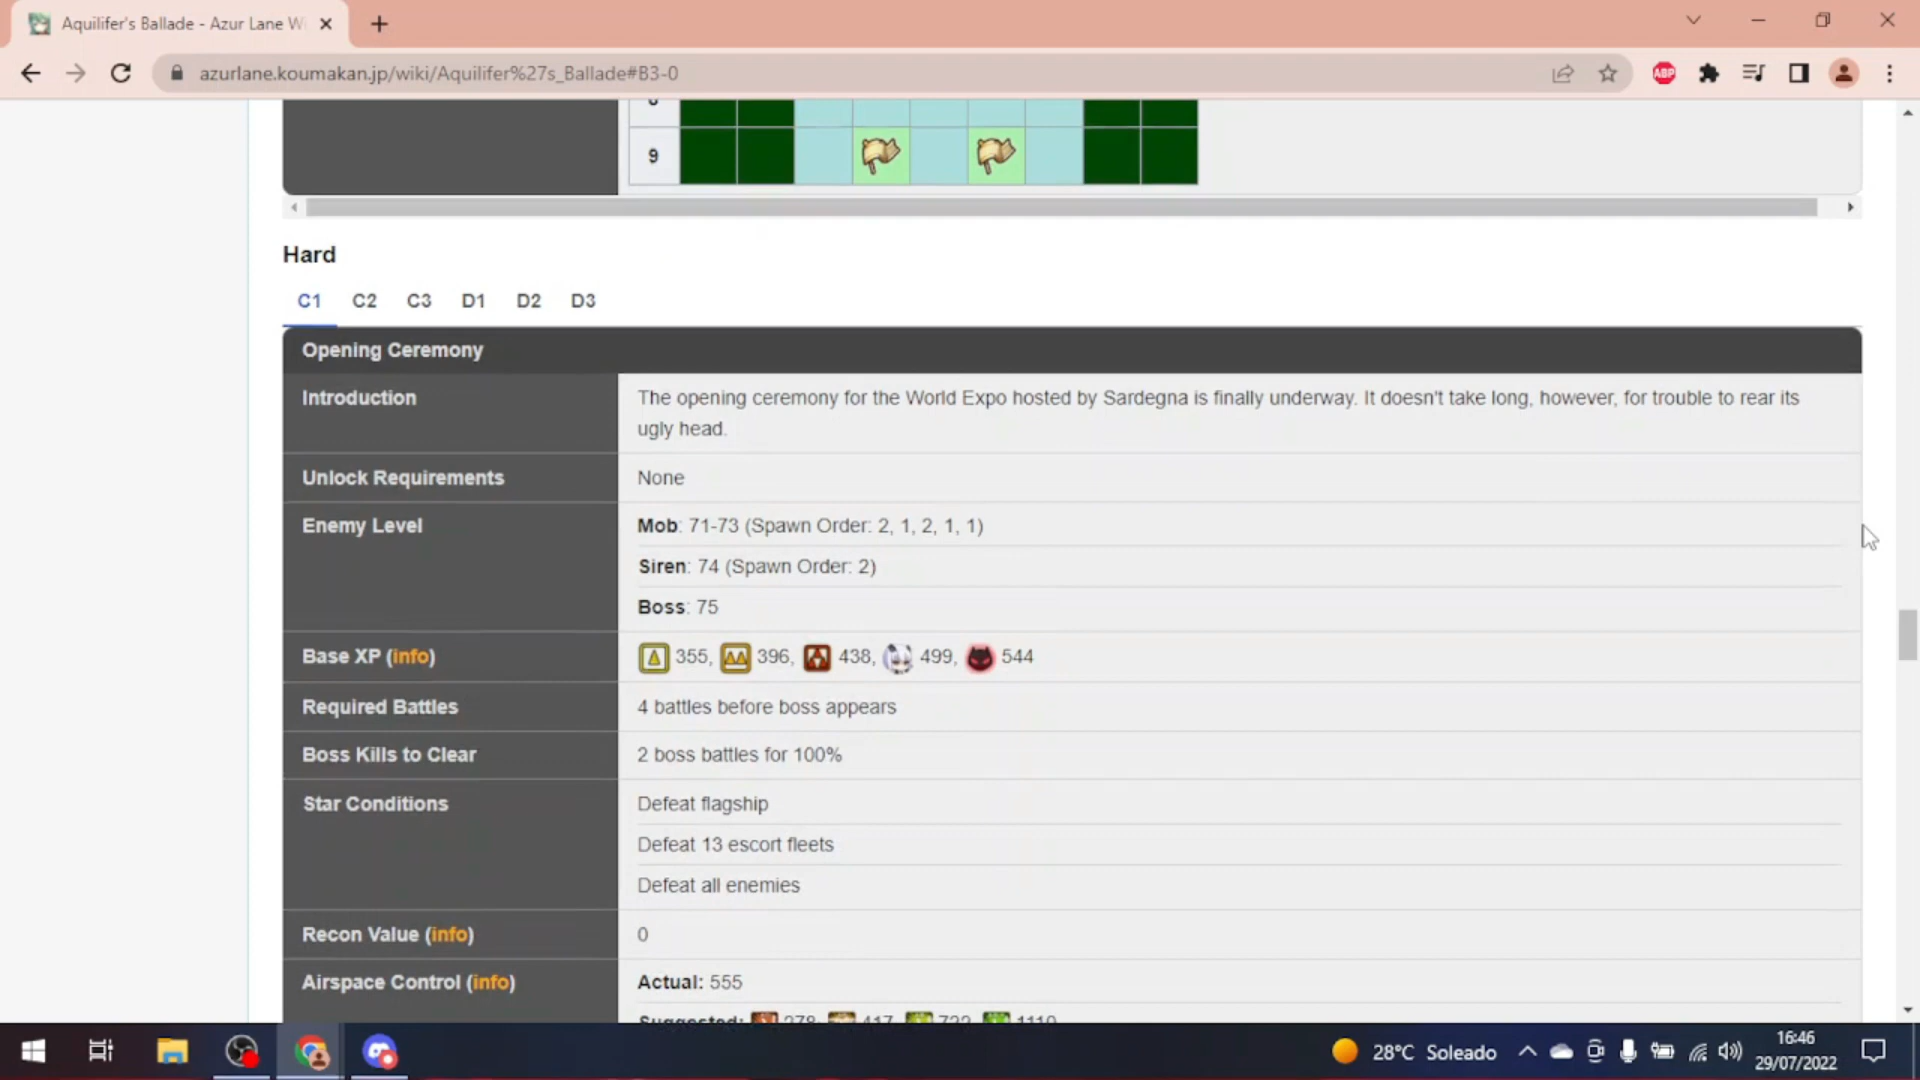 Aquilifer's Ballade - Azur Lane W
azurlane.koumakan.jp/wiki/Aquilifer%27s_Ballade#B3-0
ABP
9
Hard
C1 C2 C3 D1 D2 D3
Opening Ceremony
Introduction
The opening ceremony for the World Expo hosted by Sardegna is finally underway. It doesn't take long, however, for trouble to rear its
ugly head.
Unlock Requirements
None
Enemy Level
Mob: 71-73 (Spawn Order: 2, 1, 2, 1, 1)
Siren: 74 (Spawn Order: 2)
Boss: 75
Base XP (info)
355, 396, 438, 499, 544
Required Battles
4 battles before boss appears
Boss Kills to Clear
2 boss battles for 100%
Star Conditions
Defeat flagship
Defeat 13 escort fleets
Defeat all enemies
Recon Value (info)
0
Airspace Control (info)
Actual: 555
Suggested: 278, 417, 722, 1110
28°C Soleado
16:46
29/07/2022